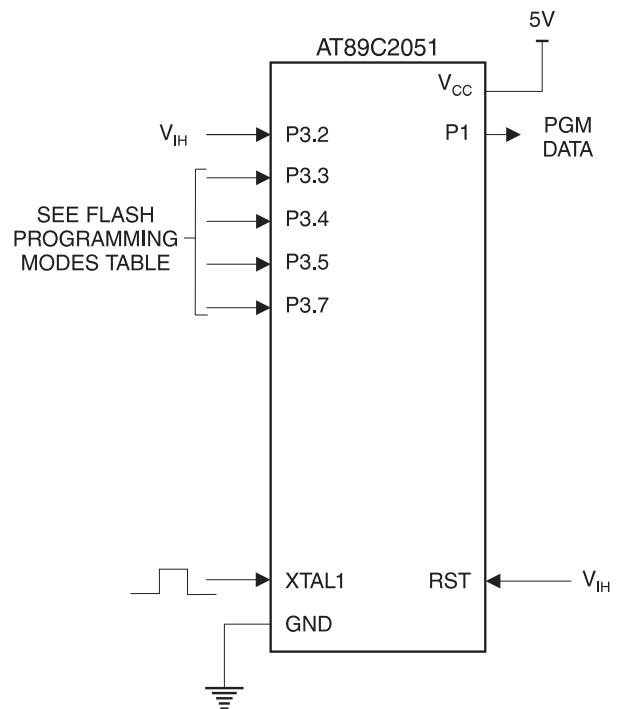 5V
AT89C2051
VCC
VIH
P3.2
P1
PGM
DATA
P3.3
SEE FLASH
PROGRAMMING
MODES TABLE
P3.4
P3.5
P3.7
XTAL1
RST
VIH
GND